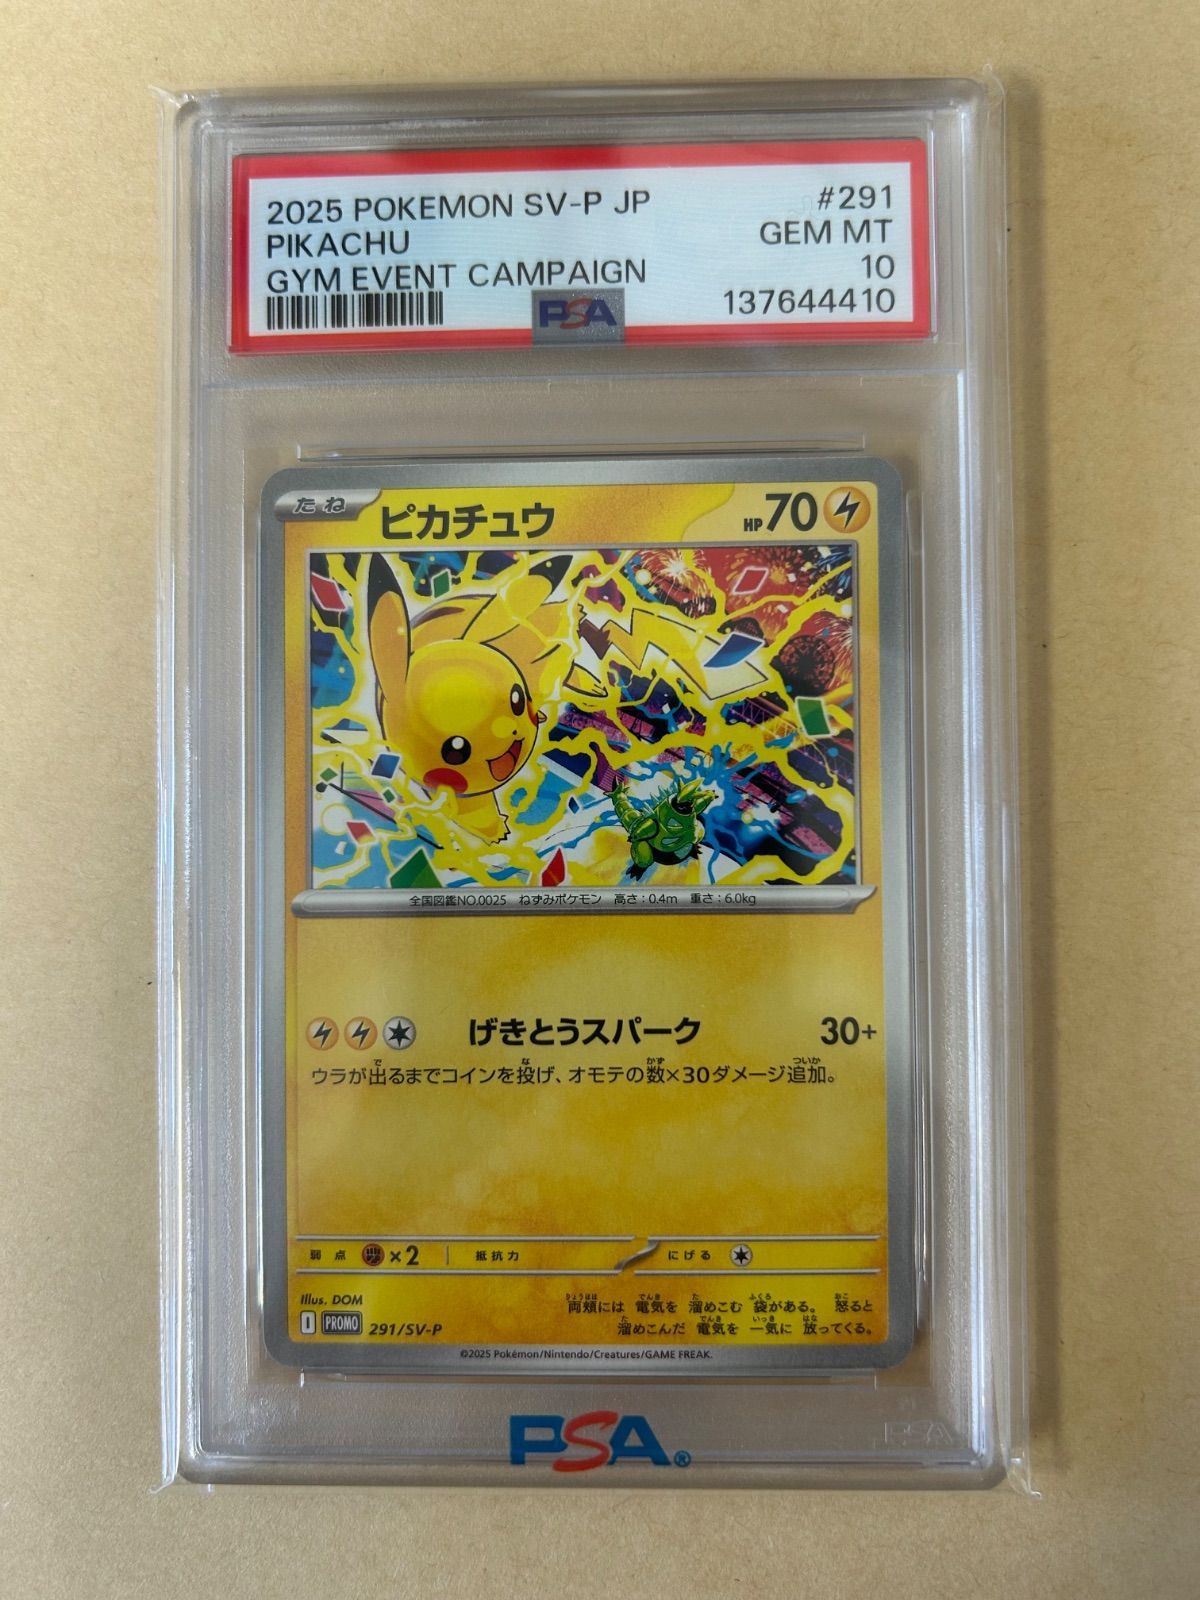 2025 POKEMON SV-P JP #291
PIKACHU GEM MT
GYM EVENT CAMPAIGN 10
PSA 137644410
たね ピカチュウ HP70
全国図鑑NO.0025 ねずみポケモン 高さ:0.4m 重さ:6.0kg
げきとうスパーク 30+
ウラが出るまでコインを投げ、オモテの数×30ダメージ追加。
弱点 ×2 抵抗力 にげる
Illus. DOM
両頬には 電気を 溜めこむ 袋がある。 怒ると
溜めこんだ 電気を 一気に 放ってくる。
I PROMO 291/SV-P
©2025 Pokémon/Nintendo/Creatures/GAME FREAK.
PSA®
PSA